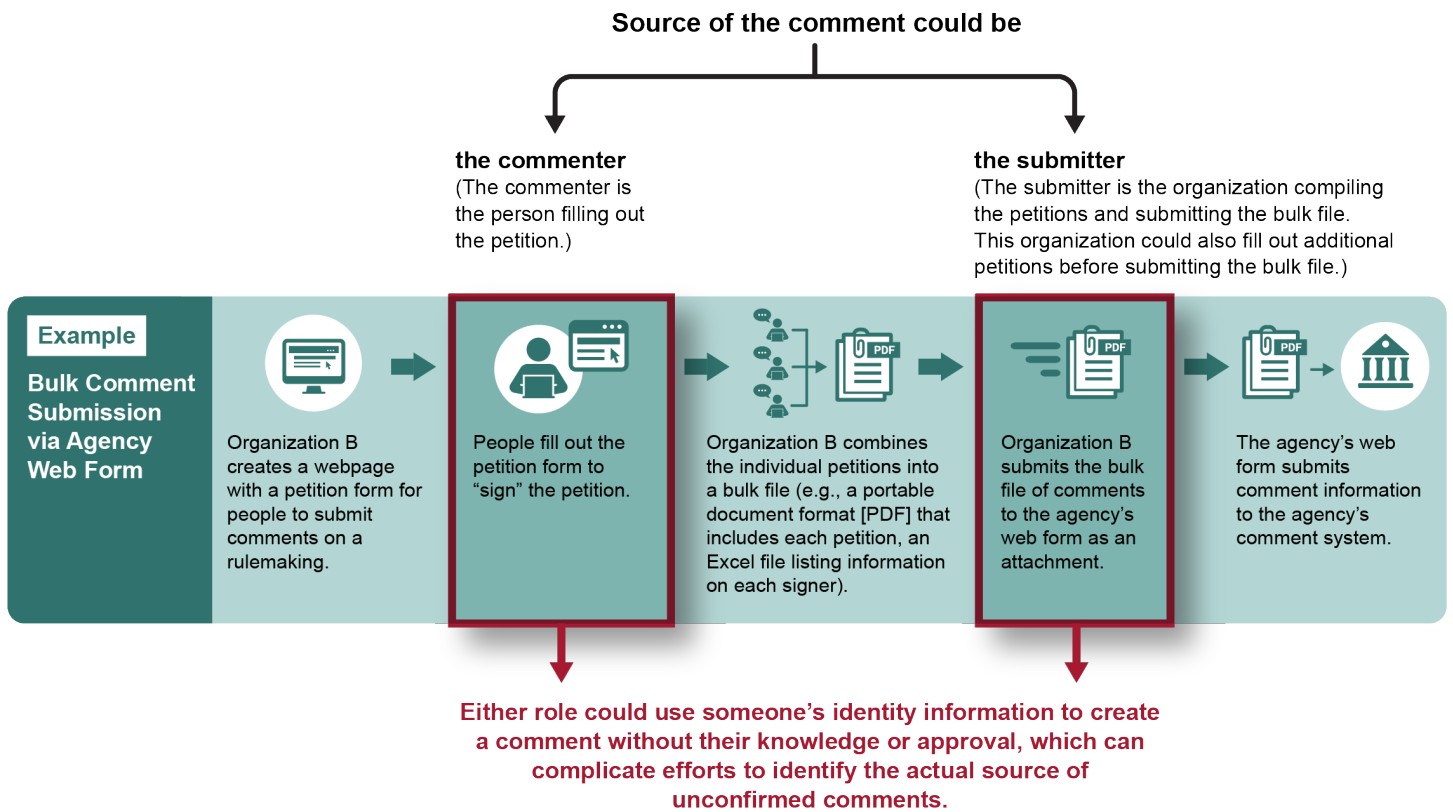 Source of the comment could be
the commenter
(The commenter is
the person filling out
the petition.)
the submitter
(The submitter is the organization compiling
the petitions and submitting the bulk file.
This organization could also fill out additional
petitions before submitting the bulk file.)
Example
Bulk Comment
Submission
via Agency
Web Form
Organization B
creates a webpage
with a petition form for
people to submit
comments on a
rulemaking.
People fill out the
petition form to
“sign” the petition.
PDF
Organization B combines
the individual petitions into
a bulk file (e.g., a portable
document format [PDF] that
includes each petition, an
Excel file listing information
on each signer).
PDF
Organization B
submits the bulk
file of comments
to the agency’s
web form as an
attachment.
PDF
The agency’s web
form submits
comment information
to the agency’s
comment system.
Either role could use someone’s identity information to create
a comment without their knowledge or approval, which can
complicate efforts to identify the actual source of
unconfirmed comments.